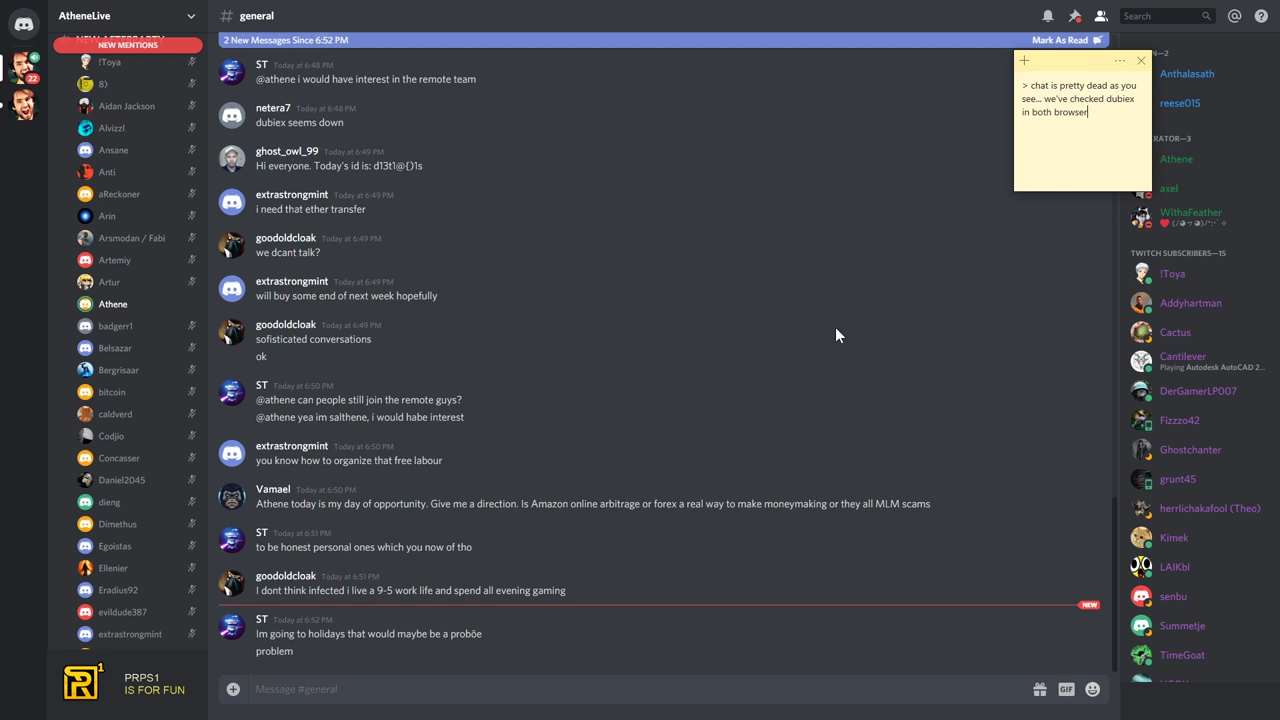 AtheneLive
general
Search
NEW MENTIONS
!Toya
8)
Aidan Jackson
Alvizzl
Ansane
Anti
aReckoner
Arin
Arsmodan / Fabi
Artemiy
Artur
Athene
badgerr1
Belsazar
Bergrisaar
bitcoin
caldverd
Codjio
Concasser
Daniel2045
dieng
Dimethus
Egoistas
Ellenier
Eradius92
evildude387
extrastrongmint
22
PRPS1
IS FOR FUN
2 New Messages Since 6:52 PM
Mark As Read
ST Today at 6:48 PM
@athene i would have interest in the remote team
netera7 Today at 6:48 PM
dubiex seems down
ghost_owl_99 Today at 6:49 PM
Hi everyone. Today's id is: d13t1@{}1s
extrastrongmint Today at 6:49 PM
i need that ether transfer
goodoldcloak Today at 6:49 PM
we dcant talk?
extrastrongmint Today at 6:49 PM
will buy some end of next week hopefully
goodoldcloak Today at 6:49 PM
sofisticated conversations
ok
ST Today at 6:50 PM
@athene can people still join the remote guys?
@athene yea im salthene, i would habe interest
extrastrongmint Today at 6:50 PM
you know how to organize that free labour
Vamael Today at 6:50 PM
Athene today is my day of opportunity. Give me a direction. Is Amazon online arbitrage or forex a real way to make moneymaking or they all MLM scams
ST Today at 6:51 PM
to be honest personal ones which you now of tho
goodoldcloak Today at 6:51 PM
I dont think infected i live a 9-5 work life and spend all evening gaming
NEW
ST Today at 6:52 PM
Im going to holidays that would maybe be a probőe
problem
Message #general
GIF
> chat is pretty dead as you
see... we've checked dubiex
in both browser
Anthalasath
reese015
ERATOR—3
Athene
axel
WithaFeather
TWITCH SUBSCRIBERS—15
!Toya
Addyhartman
Cactus
Cantilever
Playing Autodesk AutoCAD 2...
DerGamerLP007
Fizzzo42
Ghostchanter
grunt45
herrlichakafool (Theo)
Kimek
LAIKbl
senbu
Summetje
TimeGoat